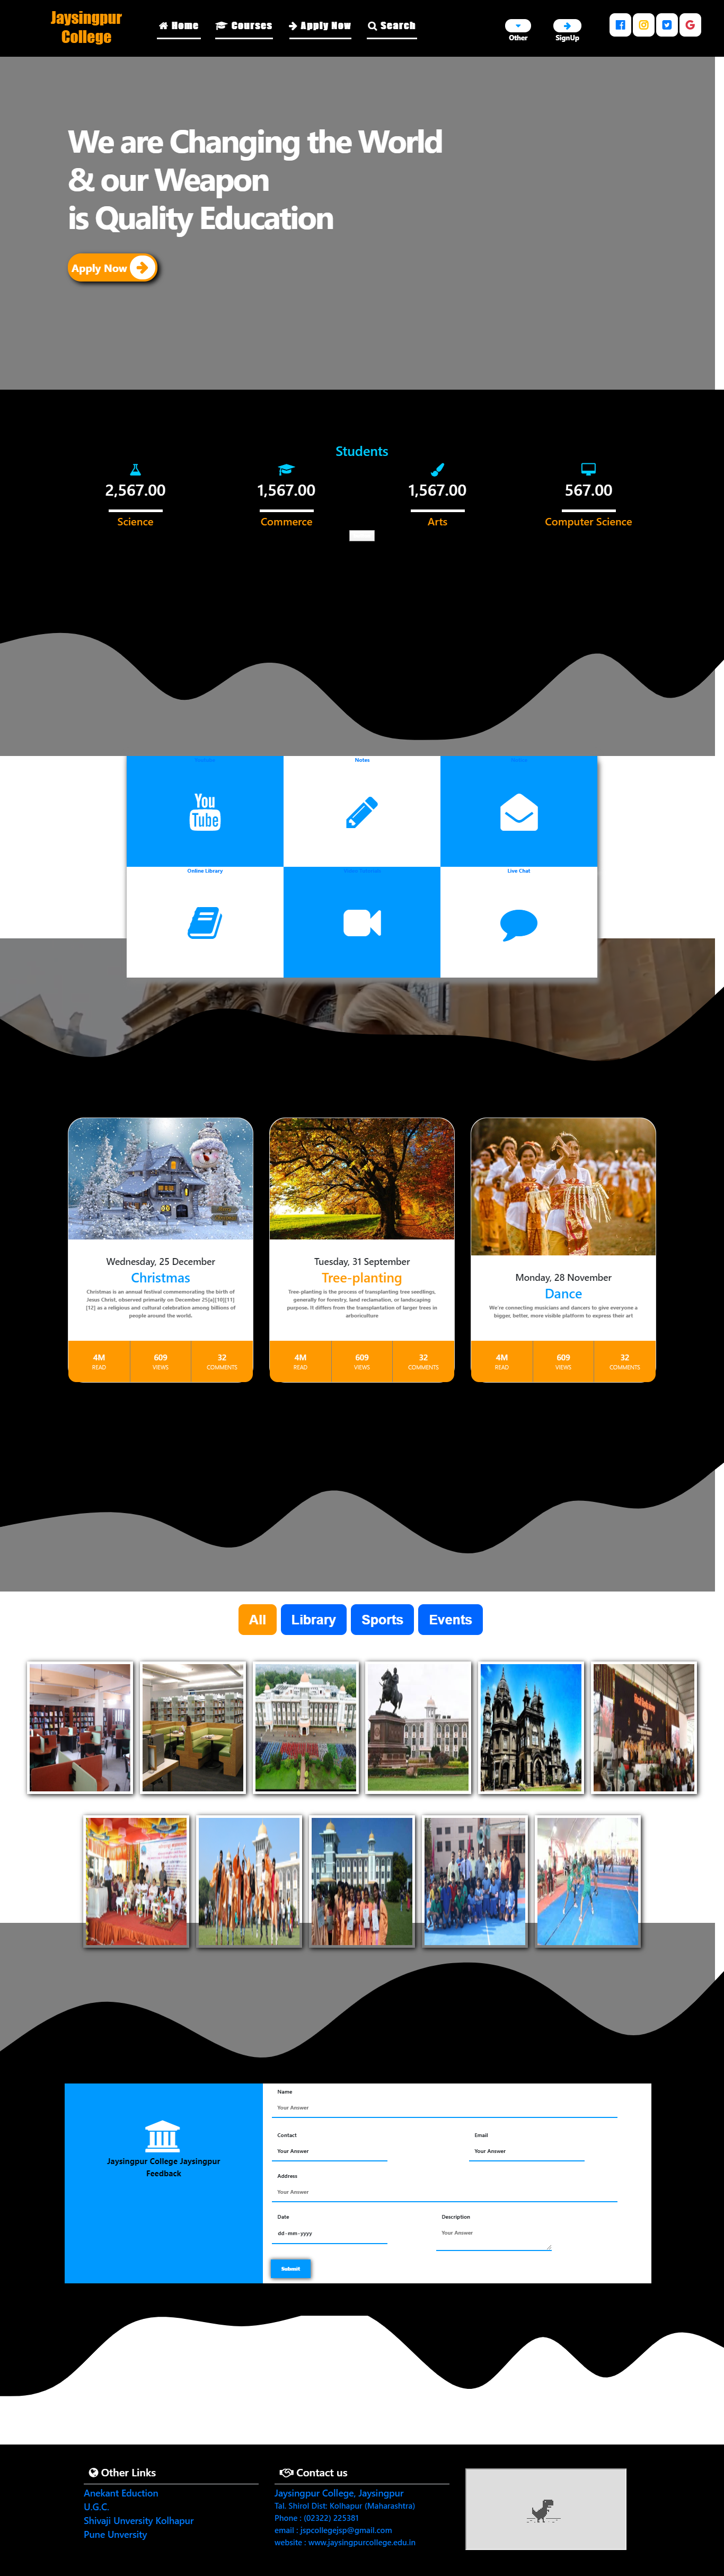 Jaysingpur
College
Home
Courses
Apply Now
Search
Other
SignUp
We are Changing the World
& our Weapon
is Quality Education
Apply Now
Students
2,567.00
1,567.00
1,567.00
567.00
Science
Commerce
Arts
Computer Science
Notes
You
Tube
Online Library
Live Chat
Wednesday, 25 December
Christmas
Christmas is an annual festival commemorating the birth of
Jesus Christ, observed primarily on December 25[a][10][11]
[12] as a religious and cultural celebration among billions of
people around the world.
4M
READ
609
VIEWS
32
COMMENTS
Tuesday, 31 September
Tree-planting
Tree-planting is the process of transplanting tree seedlings,
generally for forestry, land reclamation, or landscaping
purpose. It differs from the transplantation of larger trees in
arboriculture
4M
READ
609
VIEWS
32
COMMENTS
Monday, 28 November
Dance
We're connecting musicians and dancers to give everyone a
bigger, better, more visible platform to express their art
4M
READ
609
VIEWS
32
COMMENTS
All
Library
Sports
Events
Jaysingpur College Jaysingpur
Feedback
Name
Your Answer
Contact
Email
Your Answer
Your Answer
Address
Your Answer
Date
Description
dd-mm-yyyy
Your Answer
Submit
Other Links
Anekant Eduction
U.G.C.
Shivaji Unversity Kolhapur
Pune Unversity
Contact us
Jaysingpur College, Jaysingpur
Tal. Shirol Dist: Kolhapur (Maharashtra)
Phone : (02322) 225381
email : jspcollegejsp@gmail.com
website : www.jaysingpurcollege.edu.in